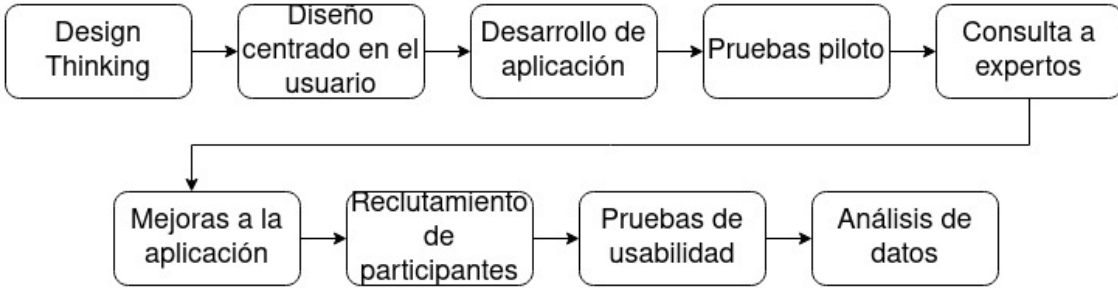 Design
Thinking
Diseño
centrado en el
usuario
Desarrollo de
aplicación
Pruebas piloto
Consulta a
expertos
Mejoras a la
aplicación
Reclutamiento
de
participantes
Pruebas de
usabilidad
Análisis de
datos